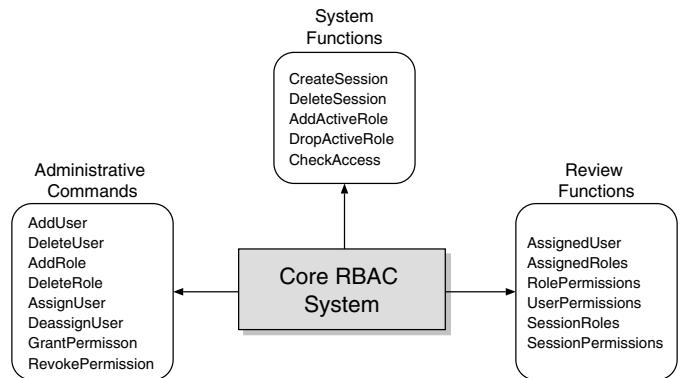 System
Functions
CreateSession
DeleteSession
AddActiveRole
DropActiveRole
CheckAccess
Administrative
Commands
AddUser
DeleteUser
AddRole
DeleteRole
AssignUser
DeassignUser
GrantPermisson
RevokePermission
Core RBAC
System
Review
Functions
AssignedUser
AssignedRoles
RolePermissions
UserPermissions
SessionRoles
SessionPermissions